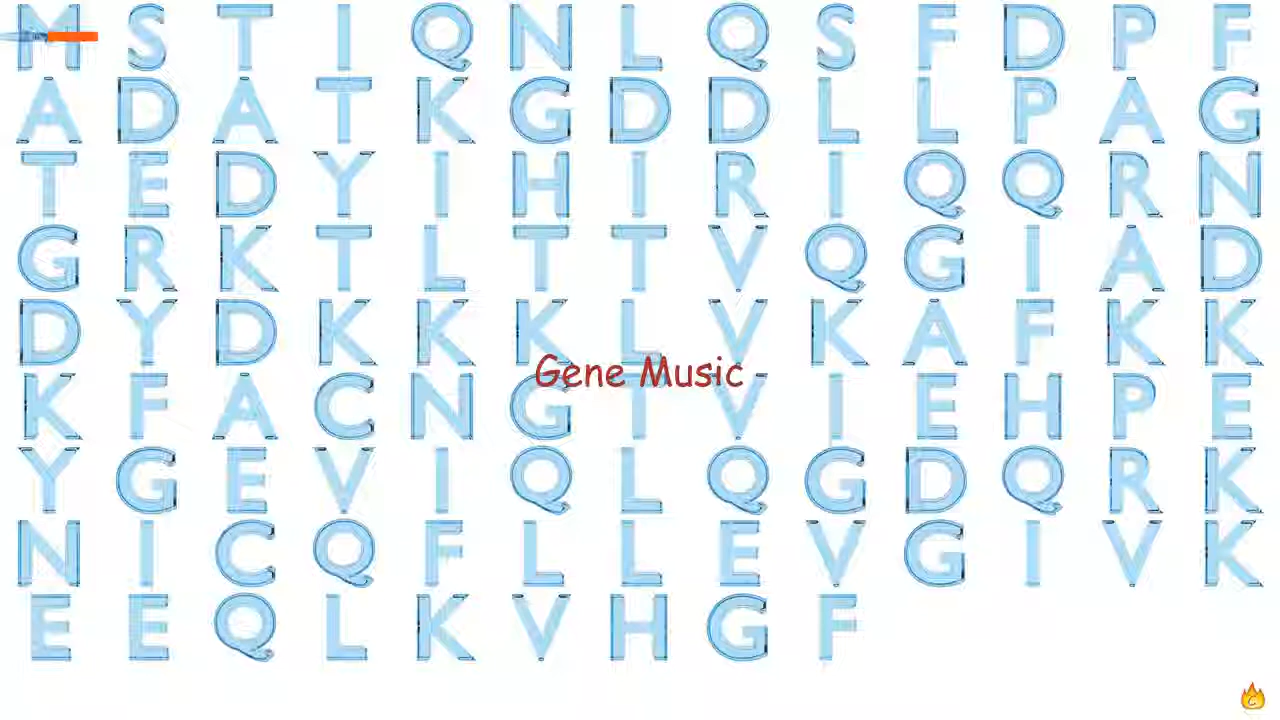 M S T I Q N L Q S F D P F
A D A T K G D D L L P A G
T E D Y I H I R I Q Q R N
G R K T L T T V Q G I A D
D Y D K K K L V K A F K K
Gene Music
K F A C N G T V I E H P E
Y G E V I Q L Q G D Q R K
N I C Q F L L E V G I V K
E E Q L K V H G F